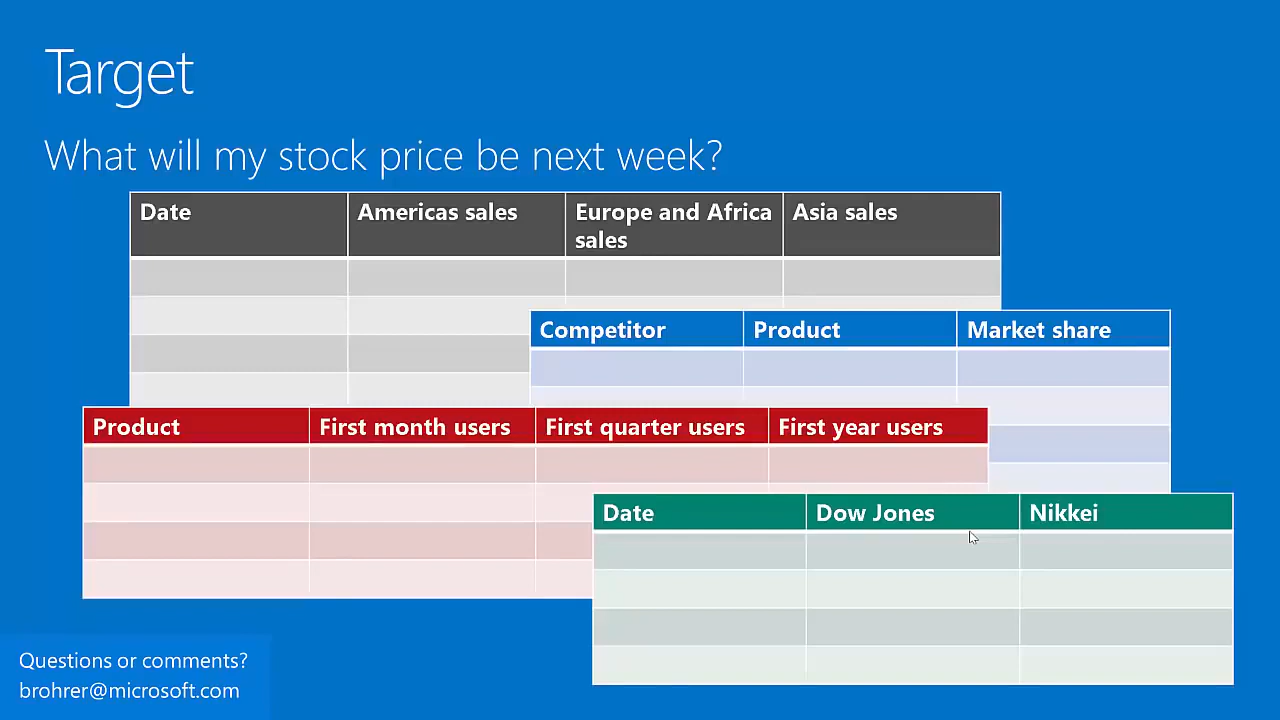 Target
What will my stock price be next week?
Date Americas sales Europe and Africa Asia sales
sales
Competitor Product Market share
Product First month users First quarter users First year users
Date Dow Jones Nikkei
Questions or comments?
brohrer@microsoft.com